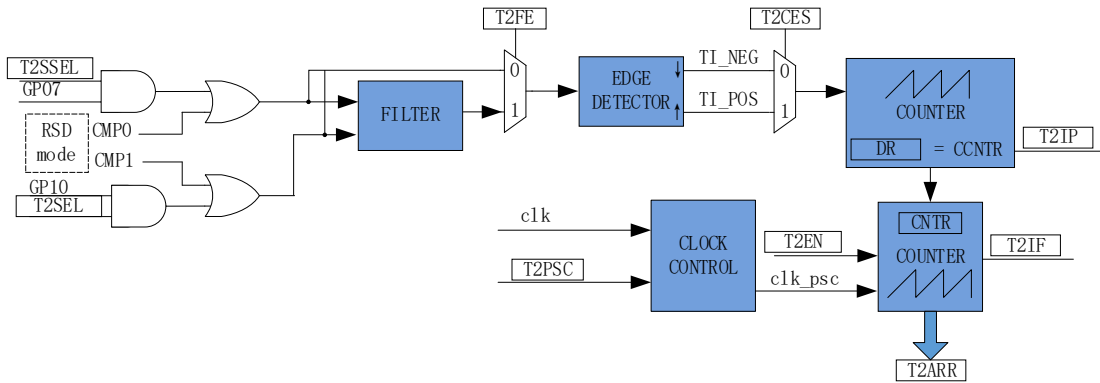 T2FE
T2CES
T2SSEL
GP07
RSD
mode
CMP0
CMP1
GP10
T2SEL
FILTER
0
1
EDGE
DETECTOR
↓
↑
TI_NEG
TI_POS
0
1
COUNTER
DR = CCNTR
T2IP
clk
T2PSC
CLOCK
CONTROL
T2EN
clk_psc
CNTR
COUNTER
T2IF
T2ARR